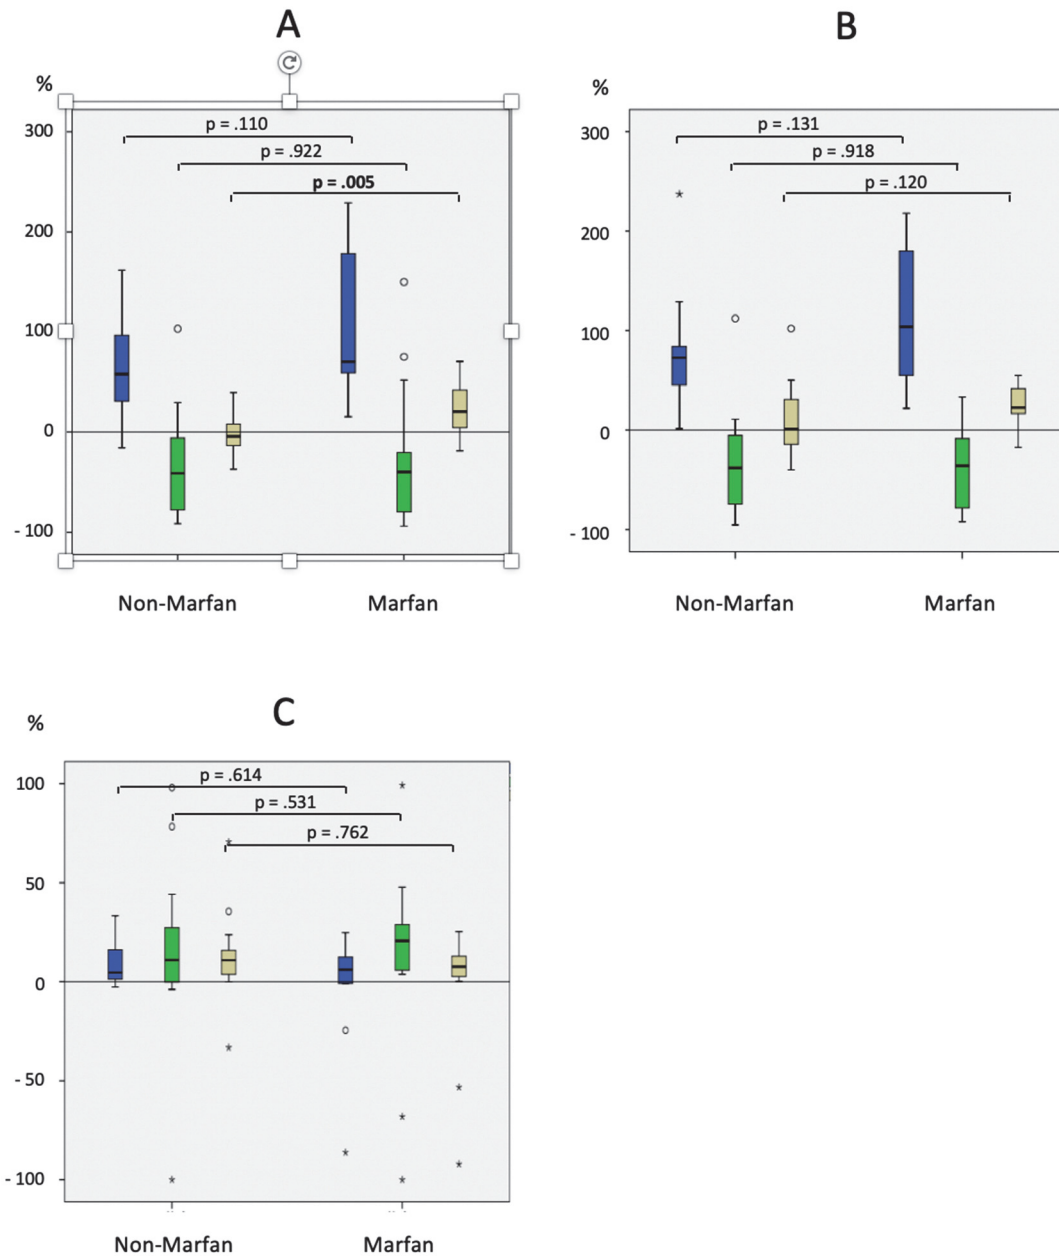 A
%
300
200
100
0
- 100
p = .110
p = .922
p = .005
Non-Marfan
Marfan
B
%
300
200
100
0
- 100
p = .131
p = .918
p = .120
Non-Marfan
Marfan
C
%
100
50
0
- 50
- 100
p = .614
p = .531
p = .762
Non-Marfan
Marfan